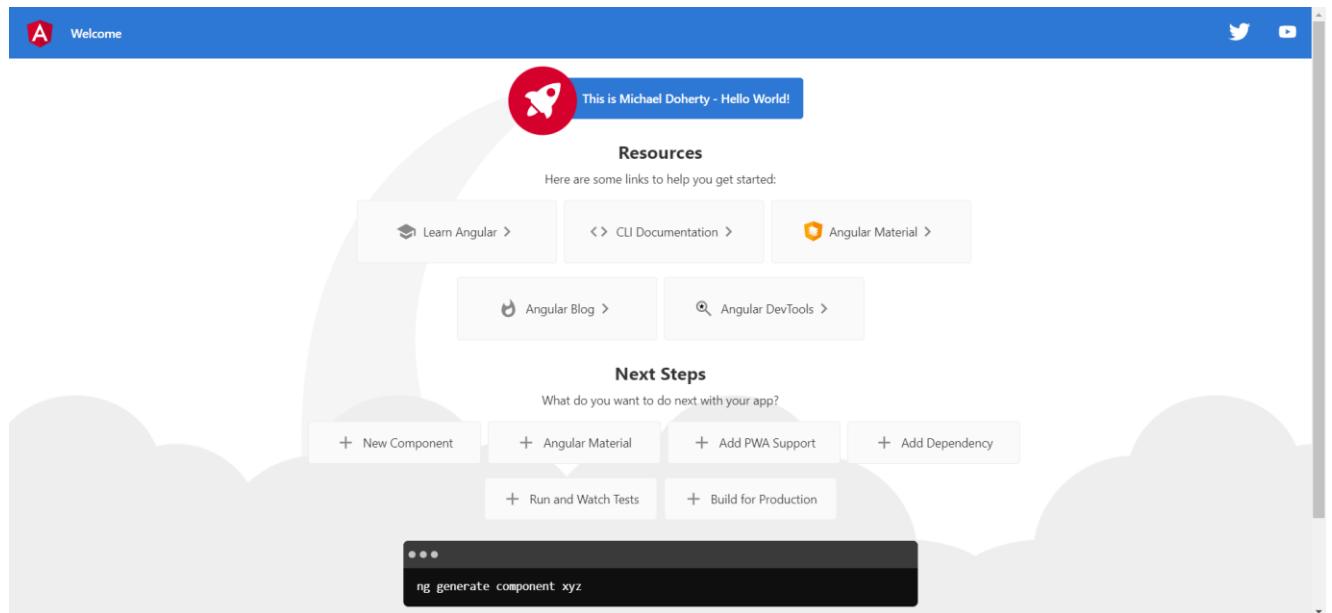 Welcome
This is Michael Doherty - Hello World!
Resources
Here are some links to help you get started:
Learn Angular
CLI Documentation
Angular Material
Angular Blog
Angular DevTools
Next Steps
What do you want to do next with your app?
New Component
Angular Material
Add PWA Support
Add Dependency
Run and Watch Tests
Build for Production
ng generate component xyz